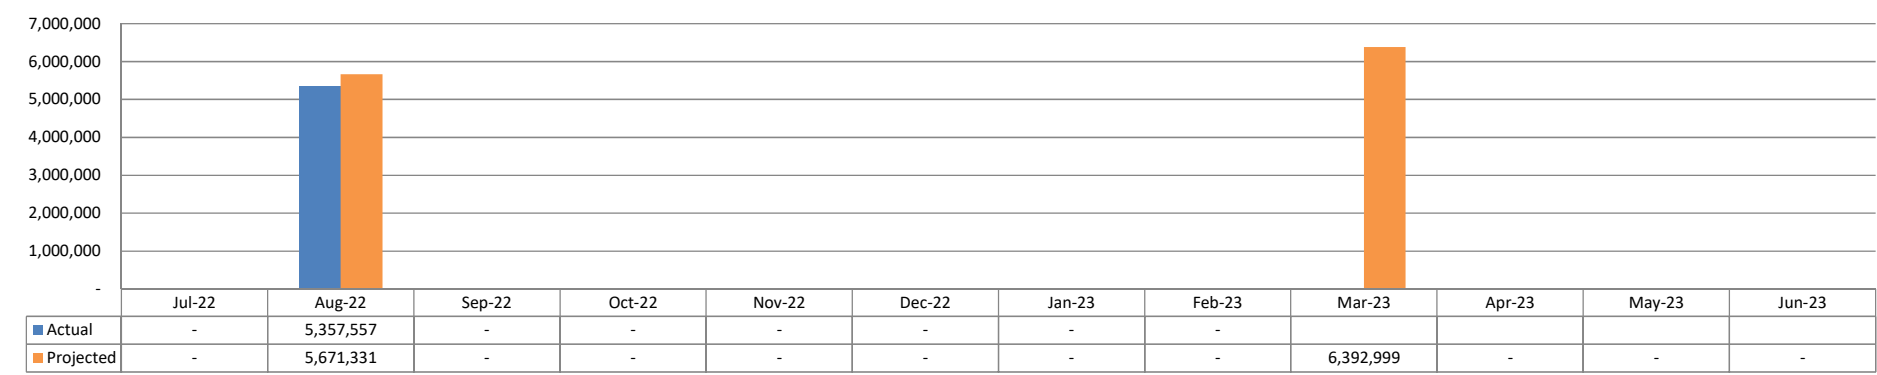 7,000,000
6,000,000
5,000,000
4,000,000
3,000,000
2,000,000
1,000,000
-
Jul-22 Aug-22 Sep-22 Oct-22 Nov-22 Dec-22 Jan-23 Feb-23 Mar-23 Apr-23 May-23 Jun-23
Actual - 5,357,557 - - - - - -
Projected - 5,671,331 - - - - - - 6,392,999 - - -